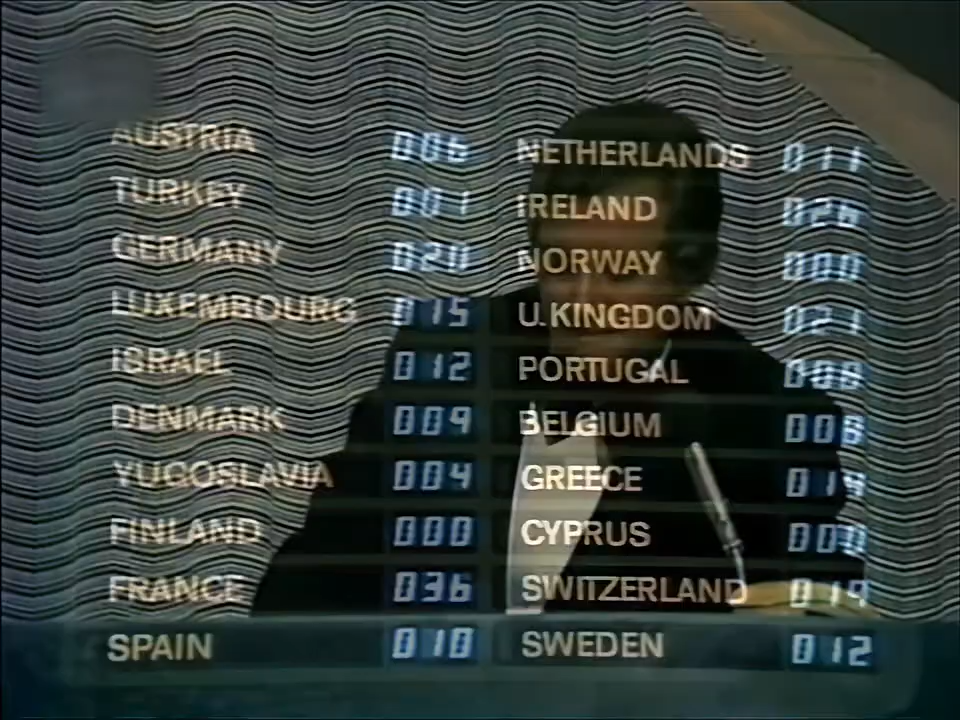 AUSTRIA 006 NETHERLANDS 011
TURKEY 001 IRELAND 026
GERMANY 020 NORWAY 000
LUXEMBOURG 015 U.KINGDOM 021
ISRAEL 012 PORTUGAL
DENMARK 009 BELGIUM 008
YUGOSLAVIA 004 GREECE
FINLAND 000 CYPRUS
FRANCE 036 SWITZERLAND 019
SPAIN 010 SWEDEN 012